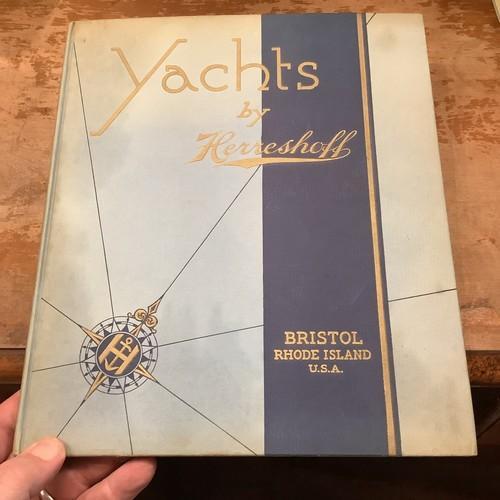 Yachts
by
Herreshoff
BRISTOL
RHODE ISLAND
U.S.A.
H